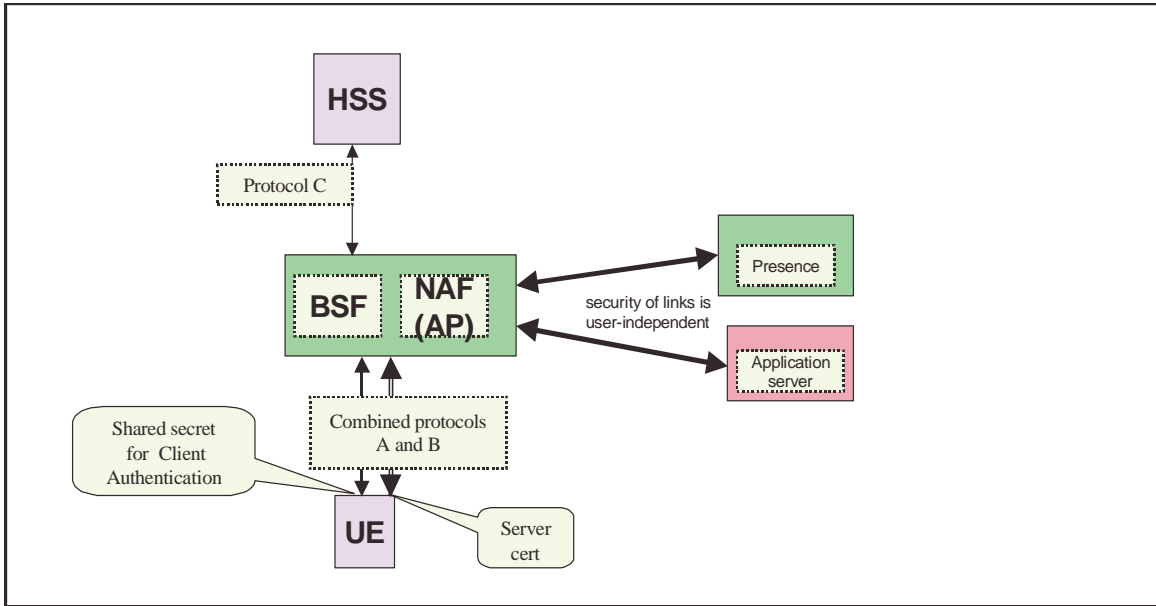 HSS
Protocol C
BSF
NAF
(AP)
Presence
security of links is
user-independent
Application
server
Combined protocols
A and B
Shared secret
for Client
Authentication
UE
Server
cert